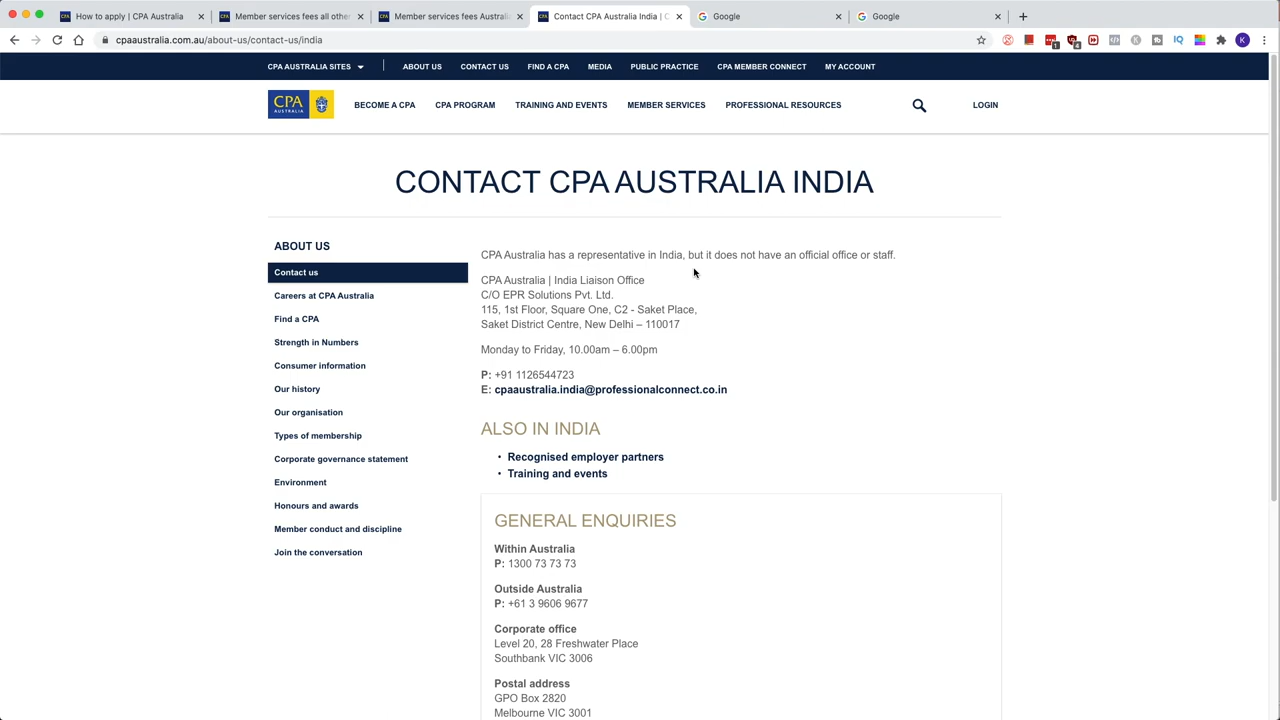 How to apply | CPA Australia
Member services fees all other
Member services fees Austral
Contact CPA Australia India | C
Google
Google
cpaaustralia.com.au/about-us/contact-us/india
CPA AUSTRALIA SITES
ABOUT US
CONTACT US
FIND A CPA
MEDIA
PUBLIC PRACTICE
CPA MEMBER CONNECT
MY ACCOUNT
CPA
AUSTRALIA
BECOME A CPA
CPA PROGRAM
TRAINING AND EVENTS
MEMBER SERVICES
PROFESSIONAL RESOURCES
LOGIN
CONTACT CPA AUSTRALIA INDIA
ABOUT US
Contact us
Careers at CPA Australia
Find a CPA
Strength in Numbers
Consumer information
Our history
Our organisation
Types of membership
Corporate governance statement
Environment
Honours and awards
Member conduct and discipline
Join the conversation
CPA Australia has a representative in India, but it does not have an official office or staff.
CPA Australia | India Liaison Office
C/O EPR Solutions Pvt. Ltd.
115, 1st Floor, Square One, C2 - Saket Place,
Saket District Centre, New Delhi – 110017
Monday to Friday, 10.00am – 6.00pm
P: +91 1126544723
E: cpaaustralia.india@professionalconnect.co.in
ALSO IN INDIA
• Recognised employer partners
• Training and events
GENERAL ENQUIRIES
Within Australia
P: 1300 73 73 73
Outside Australia
P: +61 3 9606 9677
Corporate office
Level 20, 28 Freshwater Place
Southbank VIC 3006
Postal address
GPO Box 2820
Melbourne VIC 3001